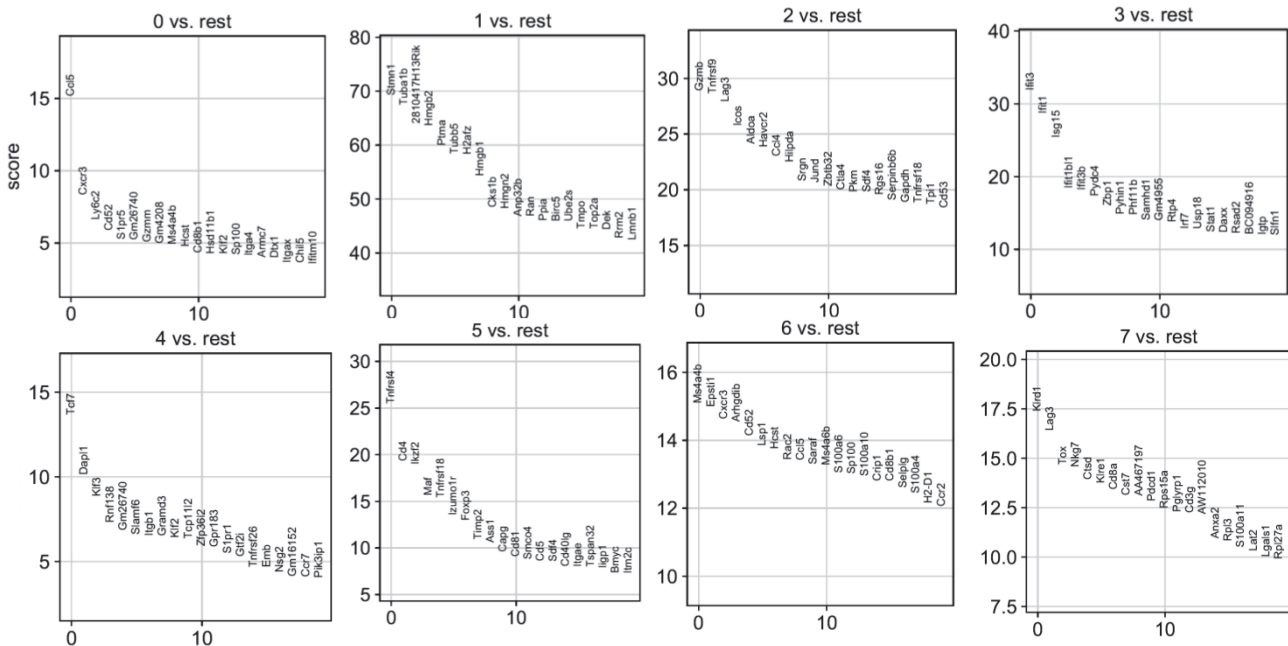 0 vs. rest
score
15
10
5
Ccl5
Cxcr3
Ly6c2
Cd52
S1pr5
Gm26740
Gzmm
Gm4208
Ms4a4b
Hcst
Cd8b1
Hsd11b1
Klf2
Sp100
Itga4
Armc7
Dtx1
Itgax
Chil5
Ifitm10
0
10
1 vs. rest
80
70
60
50
40
Stmn1
Tuba1b
2810417H13Rik
Hmgb2
Ptma
Tubb5
H2afz
Hmgb1
Cks1b
Hmgn2
Anp32b
Ran
Ppia
Birc5
Ube2s
Tmpo
Top2a
Dek
Rrm2
Lmnb1
0
10
2 vs. rest
30
25
20
15
Gzmb
Tnfrsf9
Lag3
Icos
Aldoa
Havcr2
Ccl4
Hilpda
Srgn
Jund
Zbtb32
Ctla4
Pkm
Sdf4
Rgs16
Serpinb6b
Gapdh
Tnfrsf18
Tpi1
Cd53
0
10
3 vs. rest
40
30
20
10
Ifit3
Ifit1
Isg15
Ifit1bl1
Ifit3b
Pydc4
Zbp1
Pyhin1
Phf11b
Samhd1
Gm4955
Rtp4
Irf7
Usp18
Stat1
Daxx
Rsad2
BC094916
Igtp
Slfn1
0
10
4 vs. rest
15
10
5
Tcf7
Dapl1
Klf3
Rnf138
Gm26740
Slamf6
Itgb1
Gramd3
Klf2
Tcp11l2
Zfp36l2
Gpr183
S1pr1
Gtf2i
Tnfrsf26
Emb
Nsg2
Gm16152
Ccr7
Pik3ip1
0
10
5 vs. rest
30
25
20
15
10
5
Tnfrsf4
Cd4
Ikzf2
Maf
Tnfrsf18
Izumo1r
Foxp3
Timp2
Ass1
Capg
Cd81
Smco4
Cd5
Sdf4
Cd40lg
Itgae
Tspan32
Iigp1
Bmyc
Itm2c
0
10
6 vs. rest
16
14
12
10
Ms4a4b
Epsti1
Cxcr3
Arhgdib
Cd52
Lsp1
Hcst
Rac2
Ccl5
Saraf
Ms4a6b
S100a6
Sp100
S100a10
Crip1
Cd8b1
Selplg
S100a4
H2-D1
Ccr2
0
10
7 vs. rest
20.0
17.5
15.0
12.5
10.0
7.5
Klrd1
Lag3
Tox
Nkg7
Ctsd
Klre1
Cd8a
Cst7
AA467197
Pdcd1
Rps15a
Pglyrp1
Cd3g
AW112010
Anxa2
Rpl3
S100a11
Lat2
Lgals1
Rpl27a
0
10